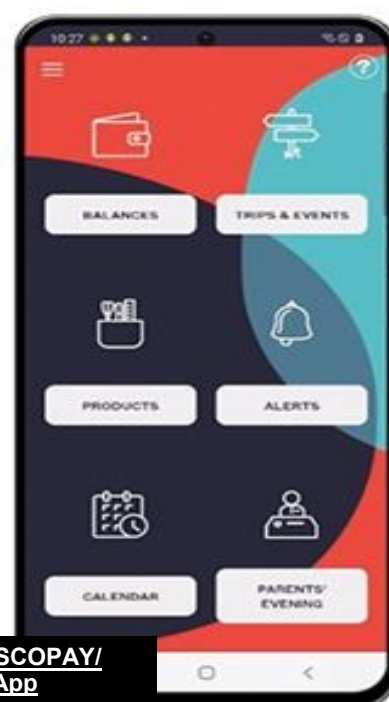 10:27
?
BALANCES
TRIPS & EVENTS
PRODUCTS
ALERTS
CALENDAR
PARENTS'
EVENING
SCOPAY/
App